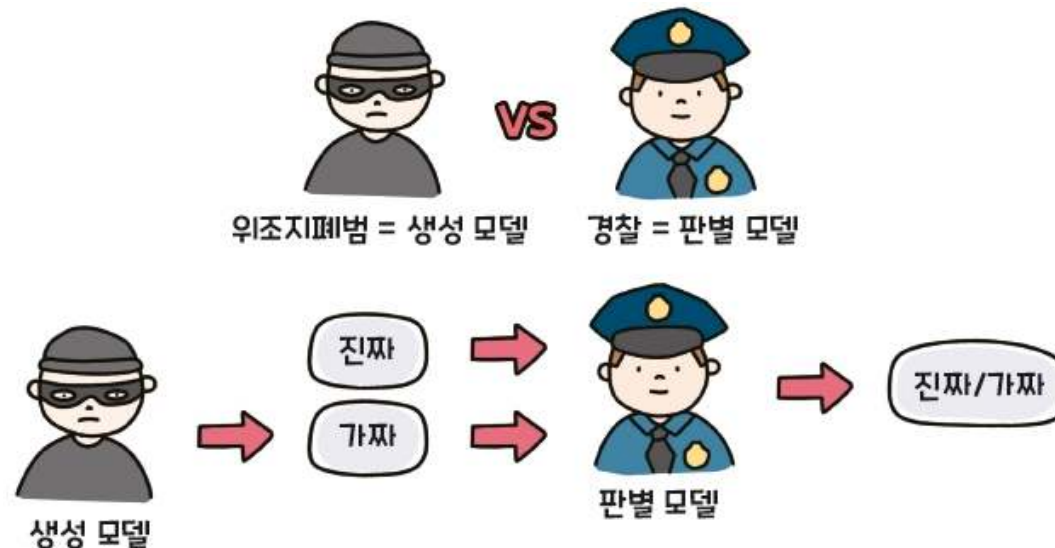 VS
위조지폐범 = 생성 모델
경찰 = 판별 모델
진짜
가짜
진짜/가짜
생성 모델
판별 모델